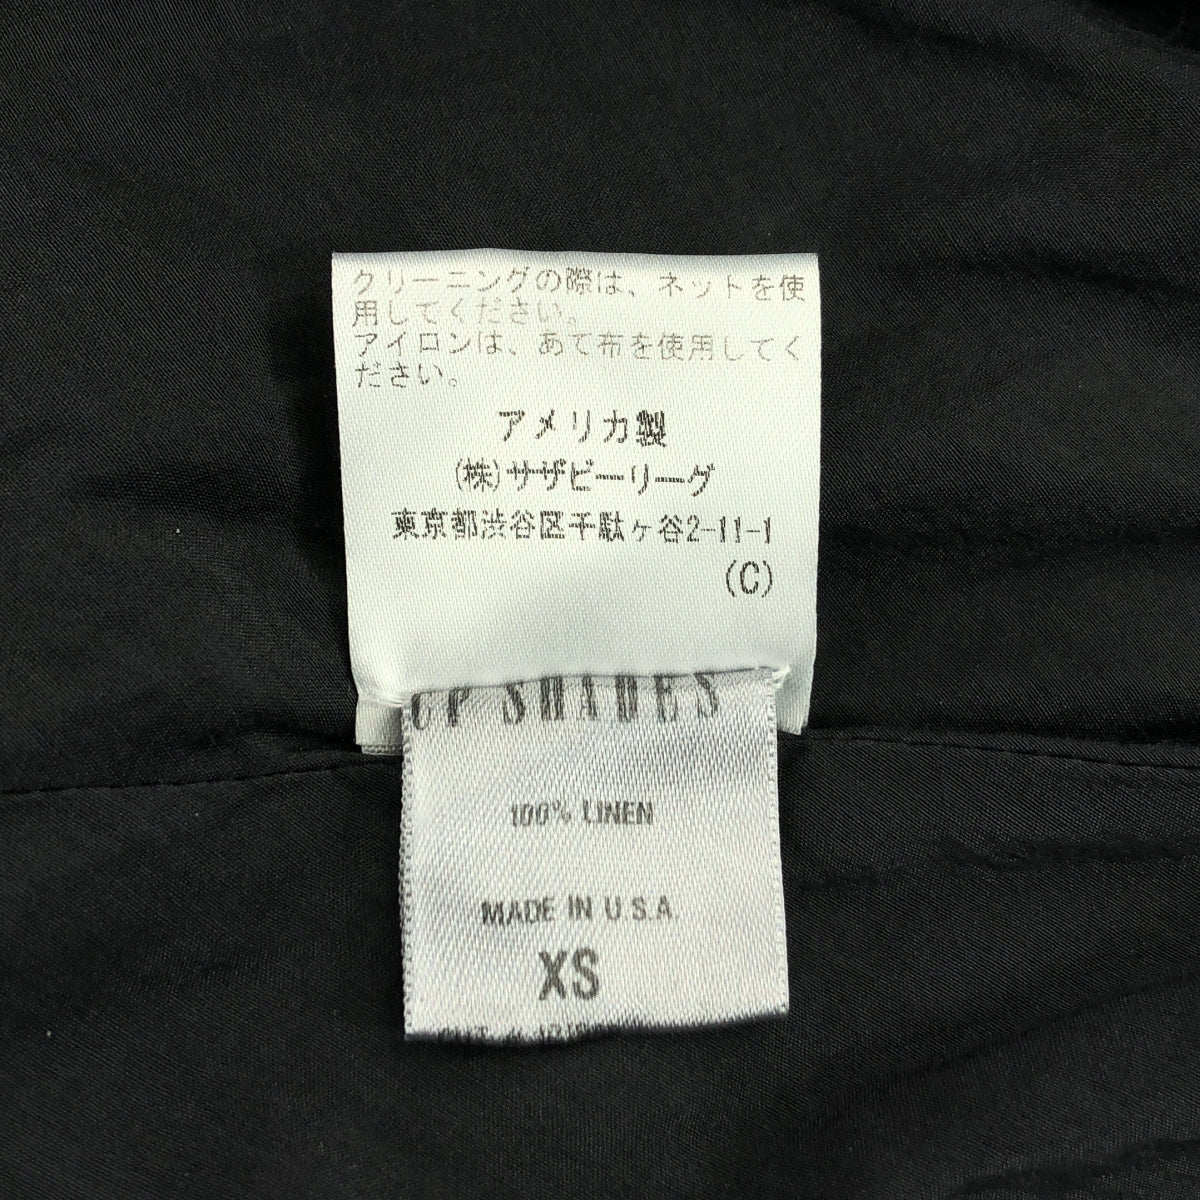 クリーニングの際は、ネットを使
用してください。
アイロンは、あて布を使用してく
ださい。
アメリカ製
(株)サザビーリーグ
東京都渋谷区千駄ヶ谷2-11-1
(C)
CP SHADES
100% LINEN
MADE IN U.S.A.
XS